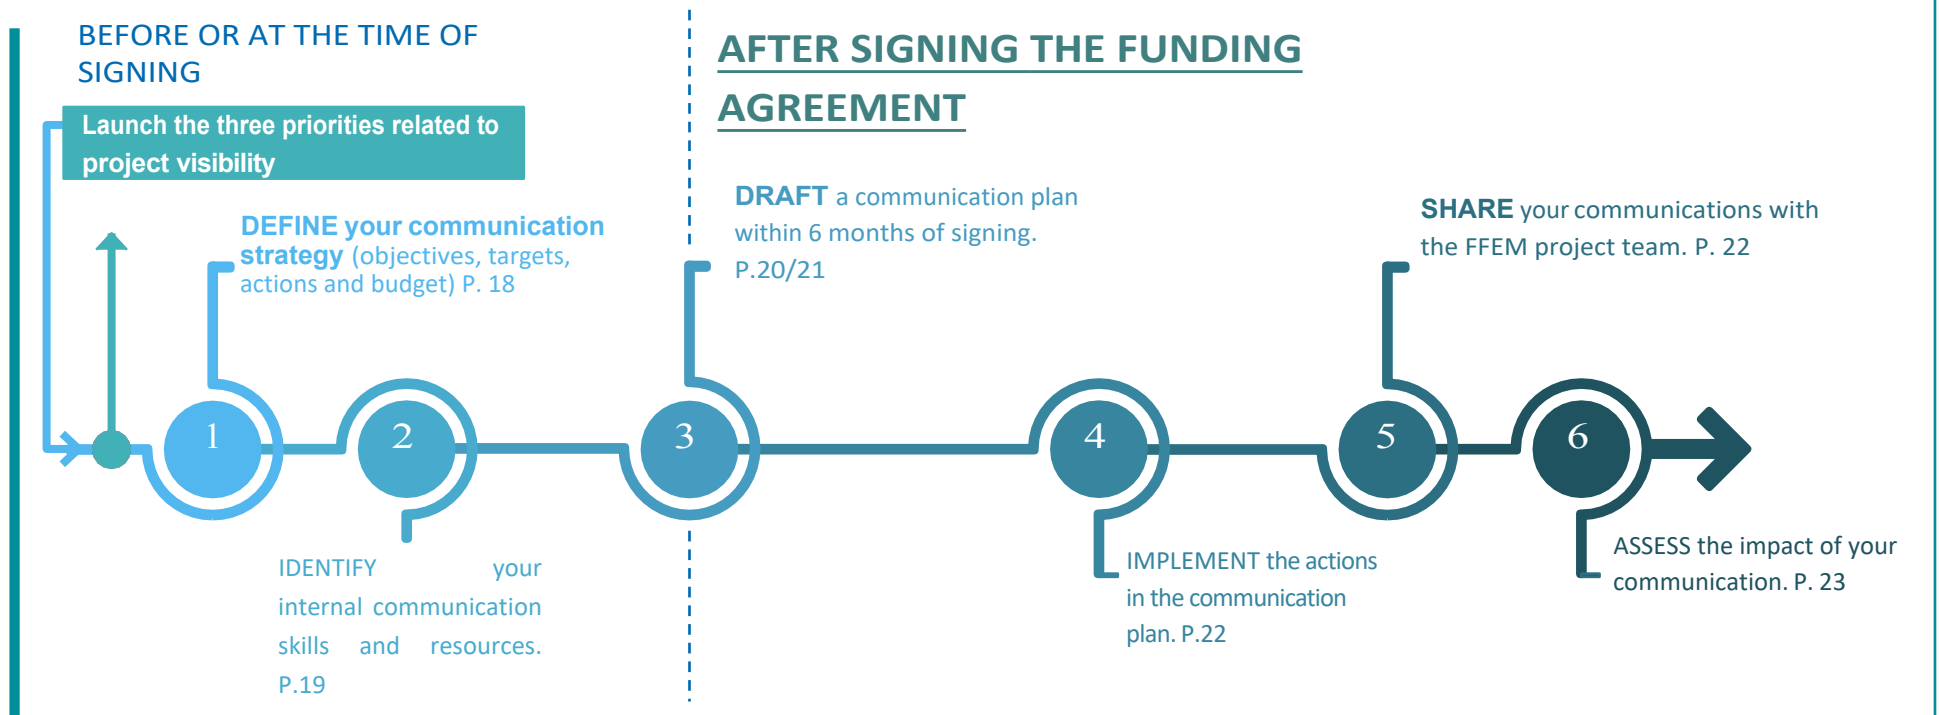 BEFORE OR AT THE TIME OF
SIGNING
Launch the three priorities related to
project visibility
AFTER SIGNING THE FUNDING
AGREEMENT
DEFINE your communication
strategy (objectives, targets,
actions and budget) P. 18
DRAFT a communication plan
within 6 months of signing.
P.20/21
SHARE your communications with
the FFEM project team. P. 22
1
2
3
4
5
6
IDENTIFY your
internal communication
skills and resources.
P.19
IMPLEMENT the actions
in the communication
plan. P.22
ASSESS the impact of your
communication. P. 23